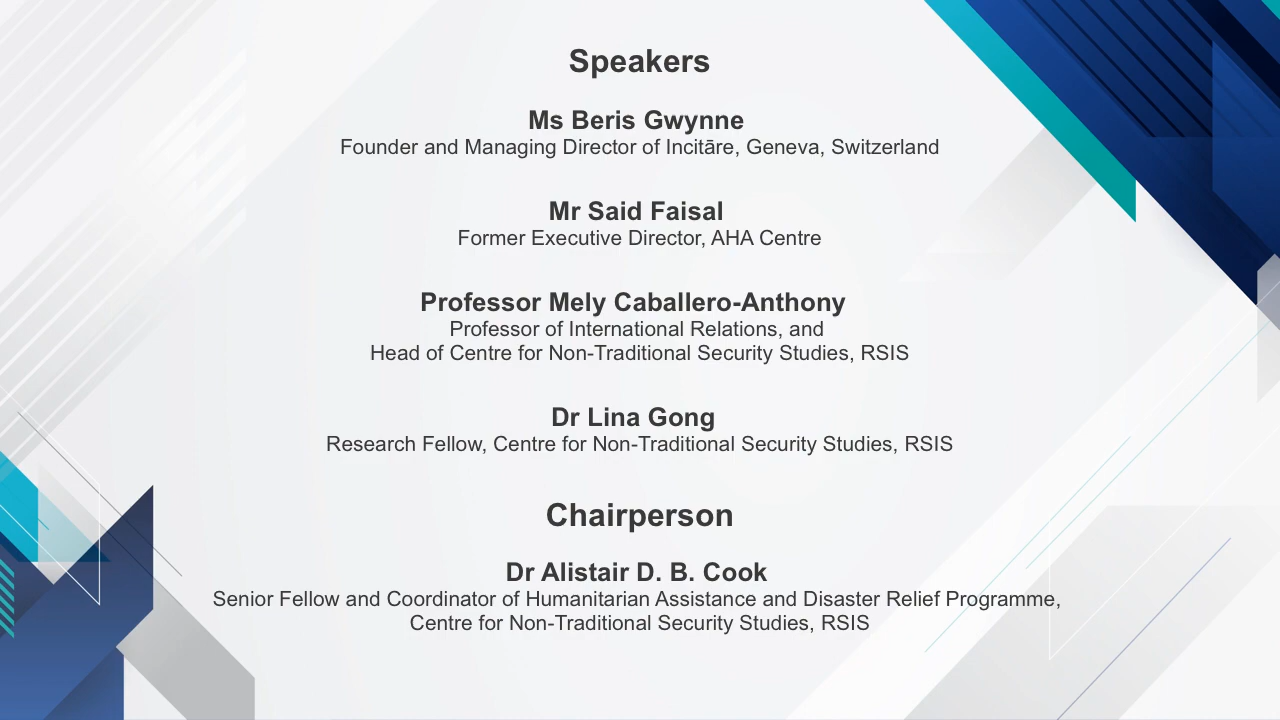 Speakers
Ms Beris Gwynne
Founder and Managing Director of Incitāre, Geneva, Switzerland
Mr Said Faisal
Former Executive Director, AHA Centre
Professor Mely Caballero-Anthony
Professor of International Relations, and
Head of Centre for Non-Traditional Security Studies, RSIS
Dr Lina Gong
Research Fellow, Centre for Non-Traditional Security Studies, RSIS
Chairperson
Dr Alistair D. B. Cook
Senior Fellow and Coordinator of Humanitarian Assistance and Disaster Relief Programme,
Centre for Non-Traditional Security Studies, RSIS